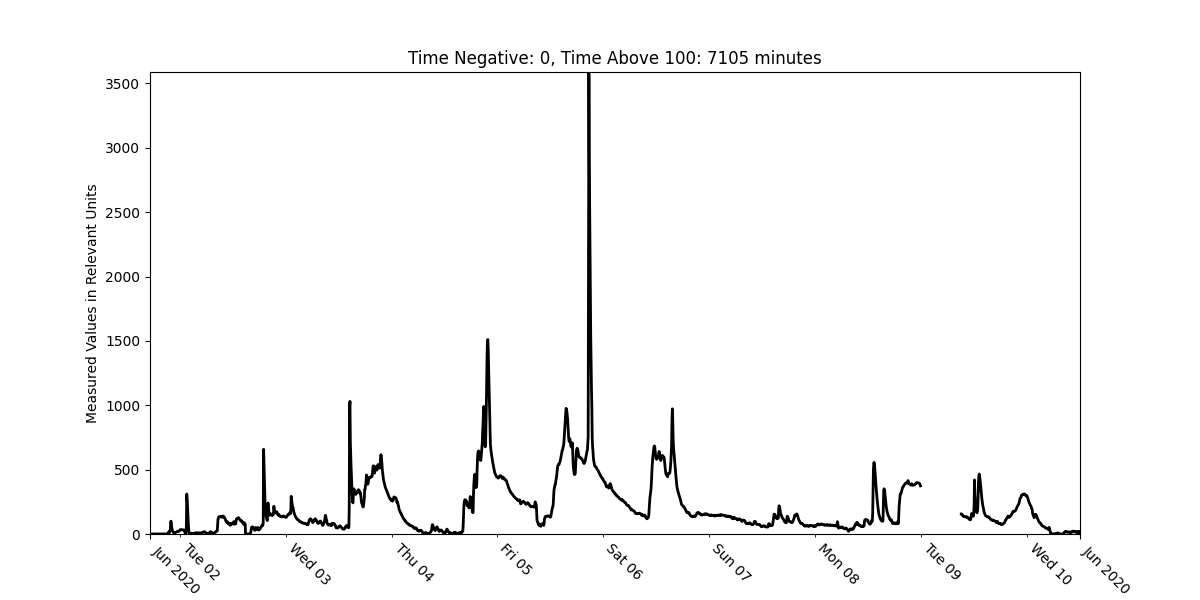 Time Negative: 0, Time Above 100: 7105 minutes
Measured Values in Relevant Units
3500
3000
2500
2000
1500
1000
500
0
Jun 2020
Tue 02
Wed 03
Thu 04
Fri 05
Sat 06
Sun 07
Mon 08
Tue 09
Wed 10
Jun 2020